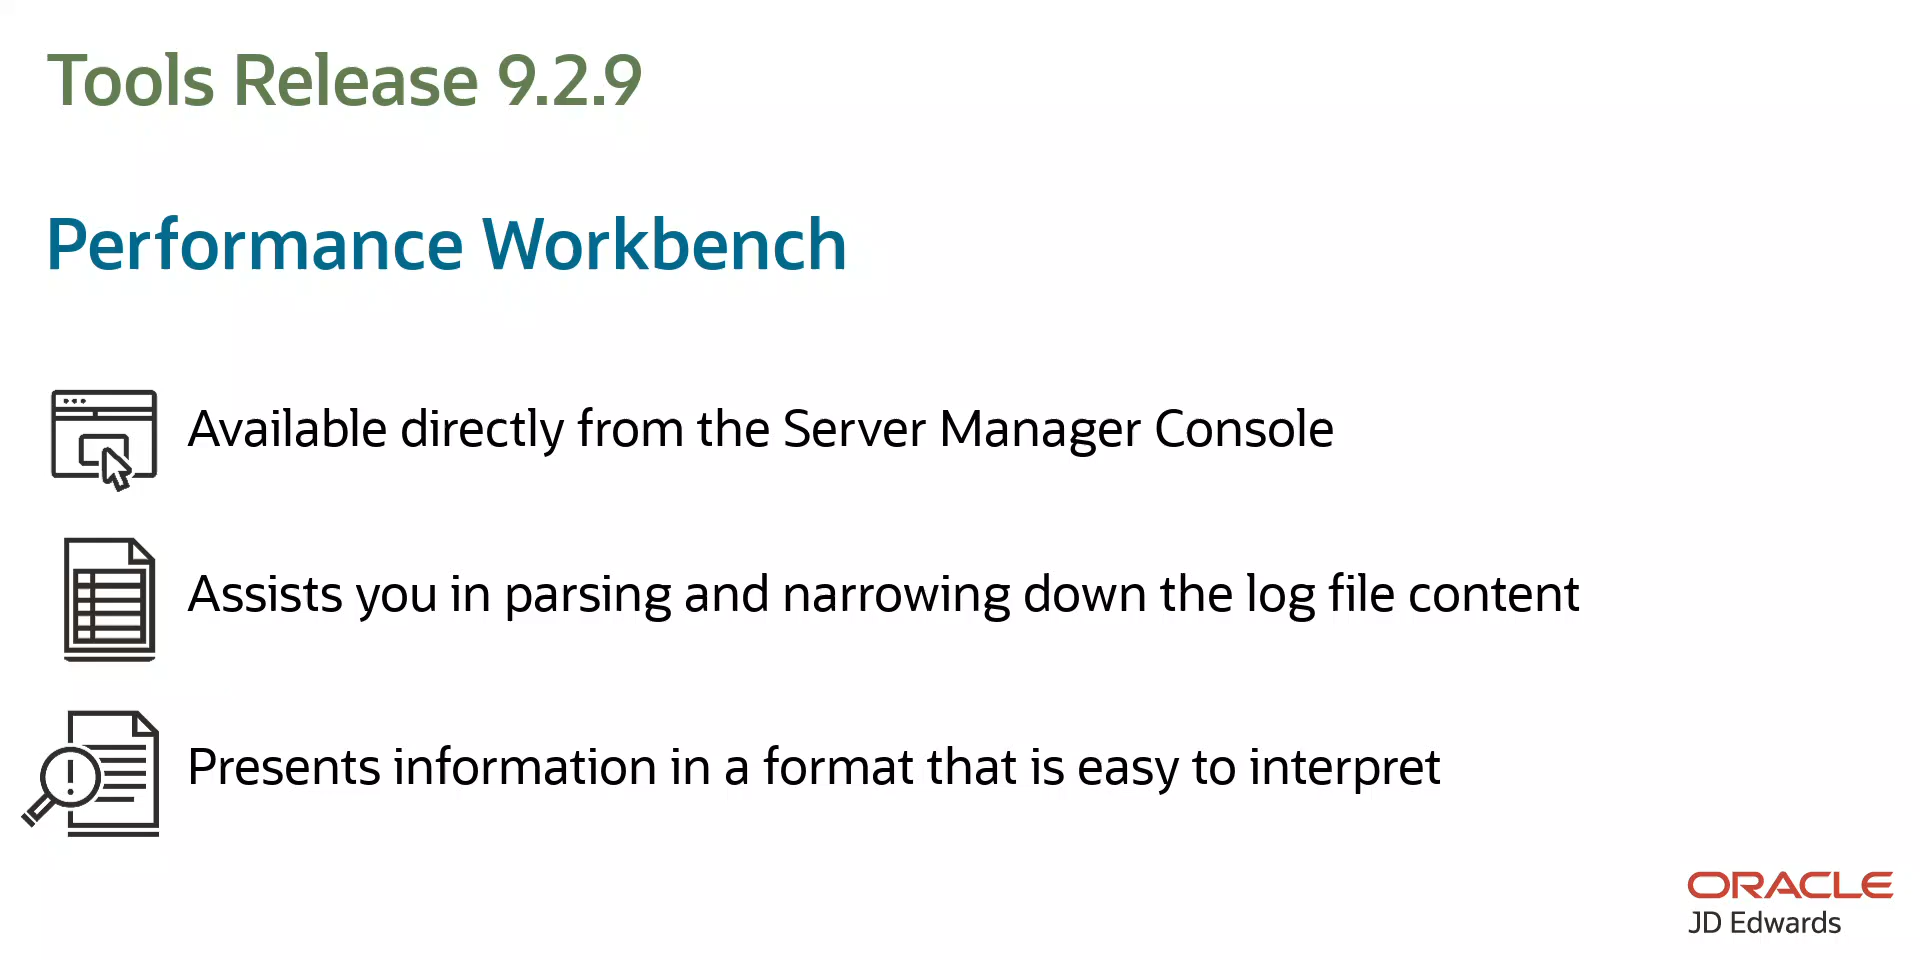 Tools Release 9.2.9
Performance Workbench
Available directly from the Server Manager Console
Assists you in parsing and narrowing down the log file content
Presents information in a format that is easy to interpret
ORACLE
JD Edwards